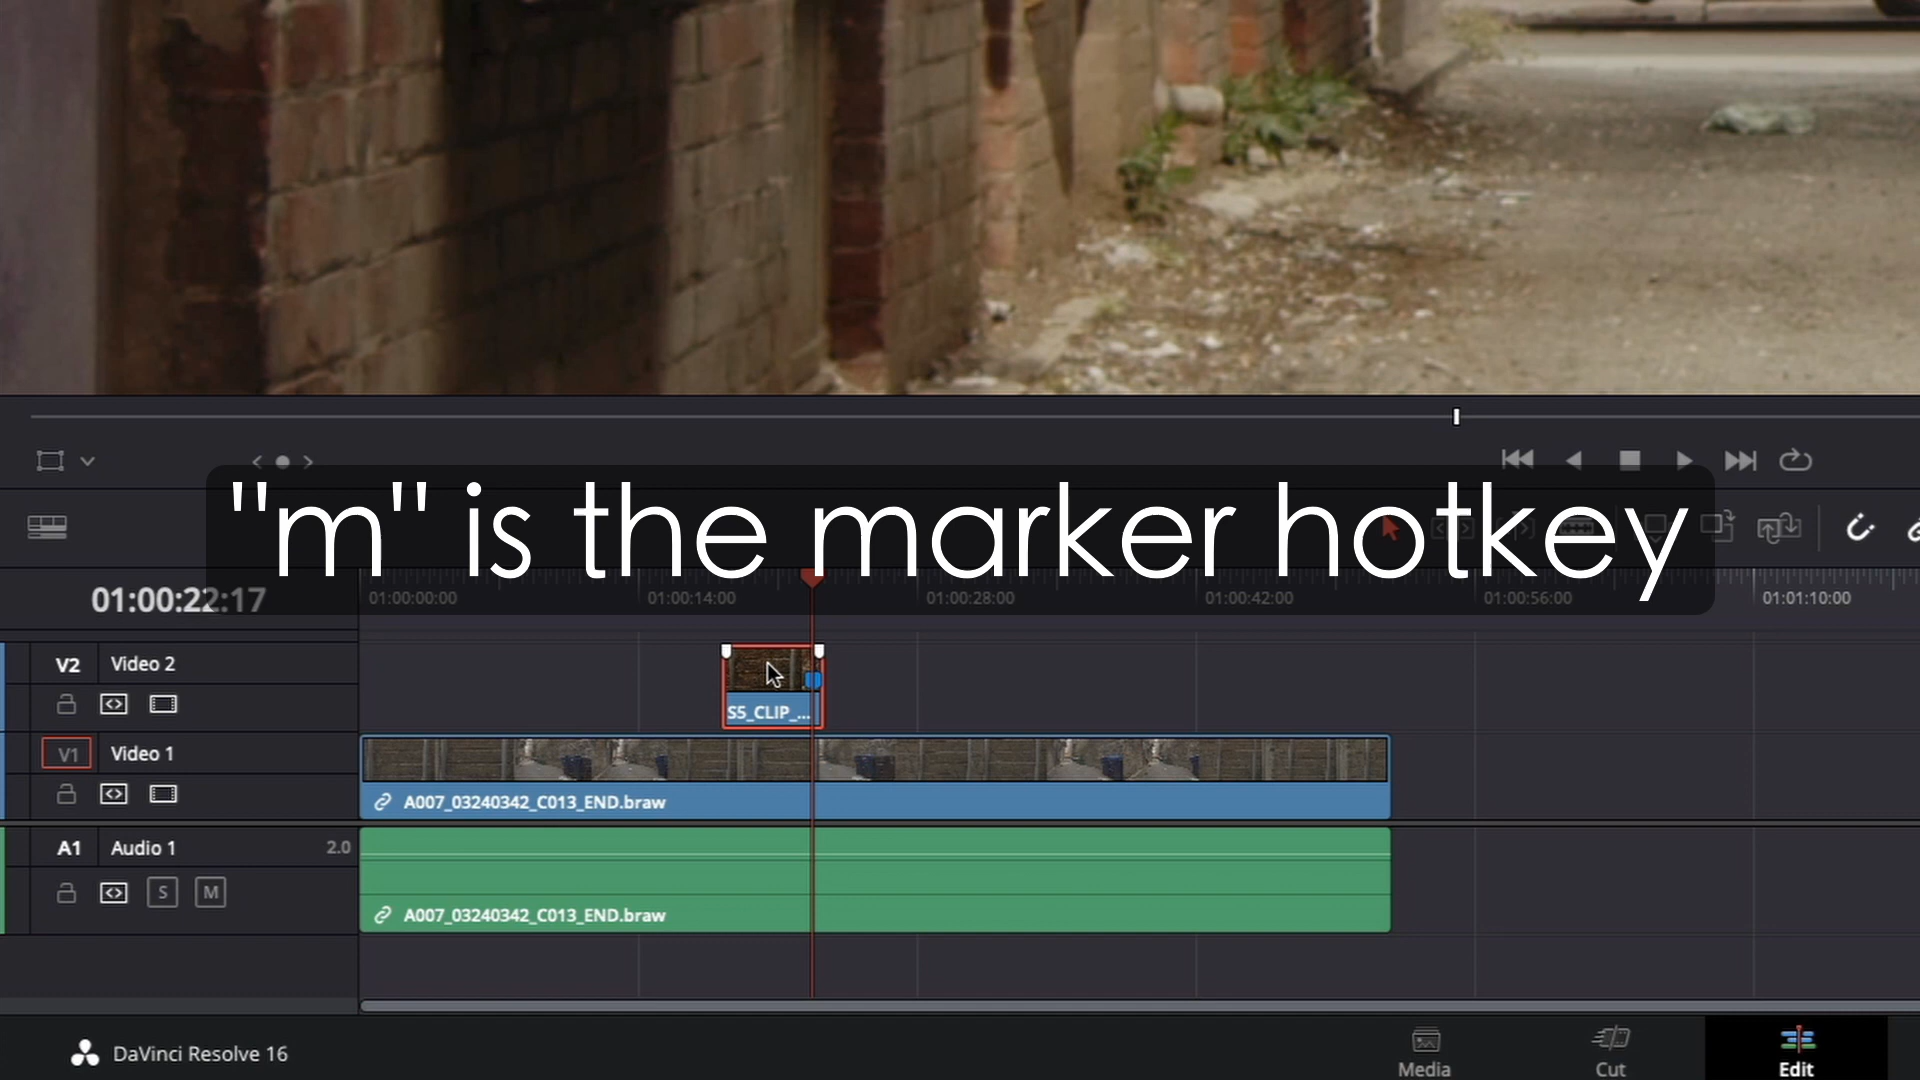 "m" is the marker hotkey
01:00:22:17
01:00:00:00
01:00:14:00
01:00:28:00
01:00:42:00
01:00:56:00
01:01:10:00
V2 Video 2
S5_CLIP_...
V1 Video 1
A007_03240342_C013_END.braw
A1 Audio 1 2.0
S M
A007_03240342_C013_END.braw
DaVinci Resolve 16
Media
Cut
Edit